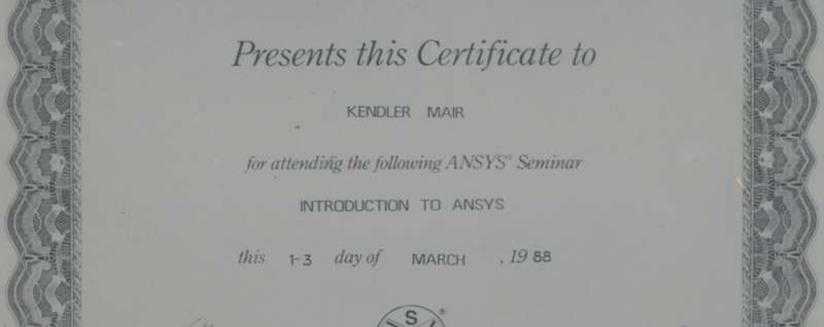 Presents this Certificate to
KENDLER MAIR
for attending the following ANSYS® Seminar
INTRODUCTION TO ANSYS
this 1-3 day of MARCH , 19 88
S ®